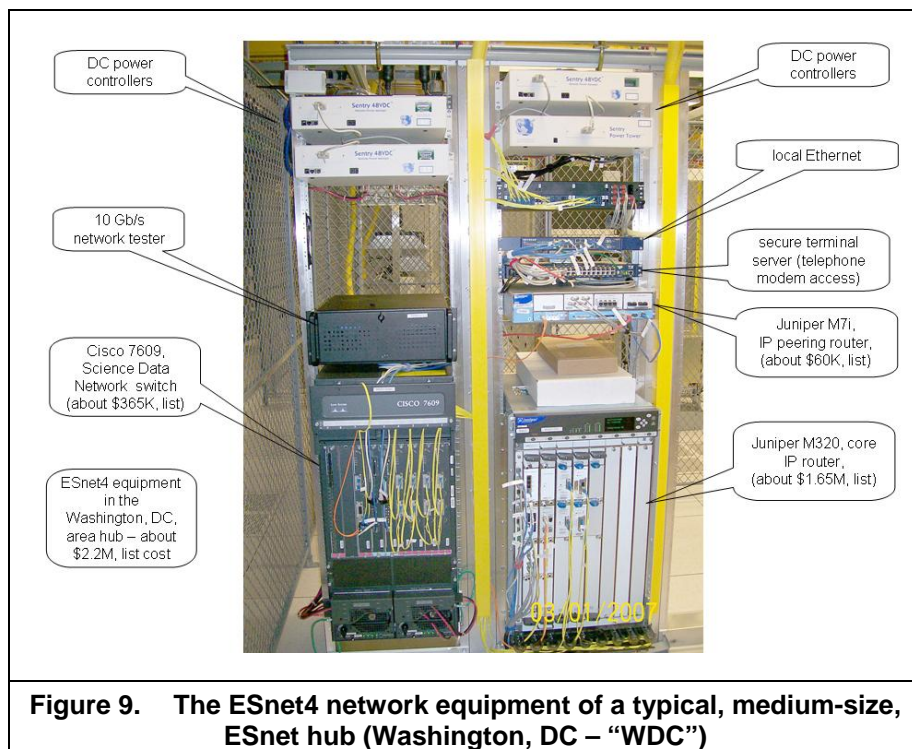 DC power
controllers
10 Gb/s
network tester
Cisco 7609,
Science Data
Network switch
(about $365K, list)
ESnet4 equipment
in the
Washington, DC,
area hub – about
$2.2M, list cost
Sentry 48VDC
Sentry 48VDC
CISCO 7609
Sentry 48VDC
Sentry
Power Tower
03/01/2007
DC power
controllers
local Ethernet
secure terminal
server (telephone
modem access)
Juniper M7i,
IP peering router,
(about $60K, list)
Juniper M320, core
IP router,
(about $1.65M, list)
Figure 9. The ESnet4 network equipment of a typical, medium-size,
ESnet hub (Washington, DC – “WDC”)